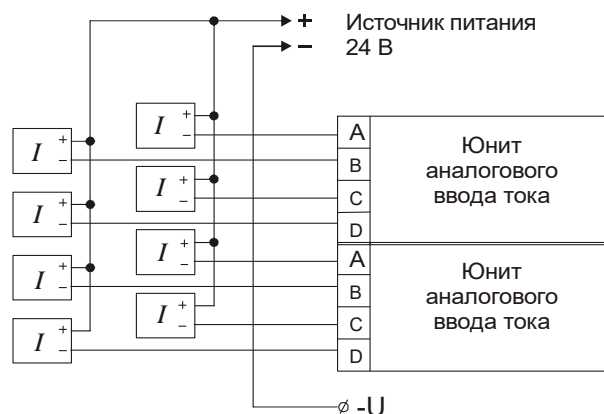 + Источник питания
− 24 В
I + −
A
I + −
B
Юнит
аналогового
ввода тока
I + −
C
I + −
D
I + −
A
I + −
B
Юнит
аналогового
ввода тока
I + −
C
I + −
D
-U